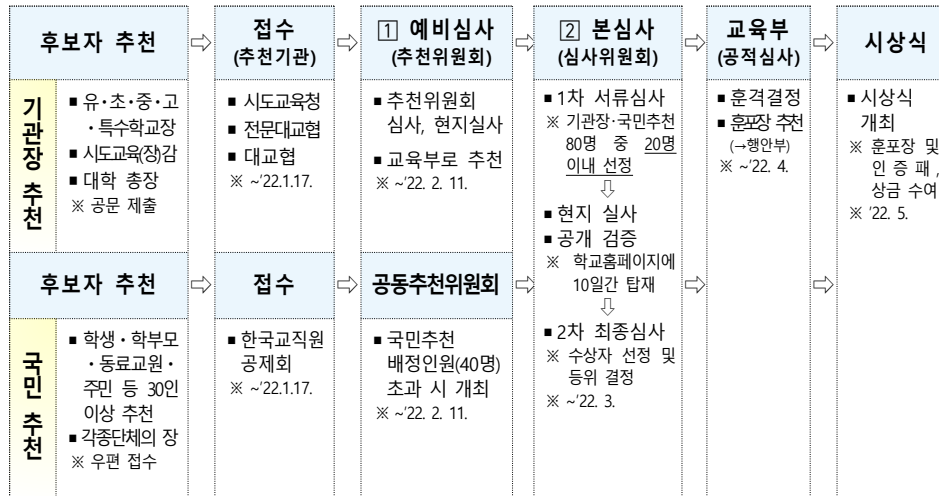 후보자 추천
⇨
접수
(추천기관)
⇨
1 예비심사
(추천위원회)
⇨
2 본심사
(심사위원회)
⇨
교육부
(공적심사)
⇨
시상식
기관장 추천
▪유・초・중・고
・특수학교장
▪시도교육(장)감
▪대학 총장
※ 공문 제출
▪시도교육청
▪전문대교협
▪대교협
※ ~'22.1.17.
▪추천위원회
심사, 현지실사
▪교육부로 추천
※ ~'22. 2. 11.
▪1차 서류심사
※ 기관장·국민추천
80명 중 20명
이내 선정
⇩
▪현지 실사
▪공개 검증
※ 학교홈페이지에
10일간 탑재
⇩
▪2차 최종심사
※ 수상자 선정 및
등위 결정
※ ~'22. 3.
▪훈격결정
▪훈포장 추천
(→행안부)
※ ~'22. 4.
▪시상식
개최
※ 훈포장 및
인증패,
상금 수여
※ '22. 5.
후보자 추천
⇨
접수
⇨
공동추천위원회
⇨
⇨
⇨
국민 추천
▪학생・학부모
・동료교원・
주민 등 30인
이상 추천
▪각종단체의 장
※ 우편 접수
▪한국교직원
공제회
※ ~'22.1.17.
▪국민추천
배정인원(40명)
초과 시 개최
※ ~'22. 2. 11.